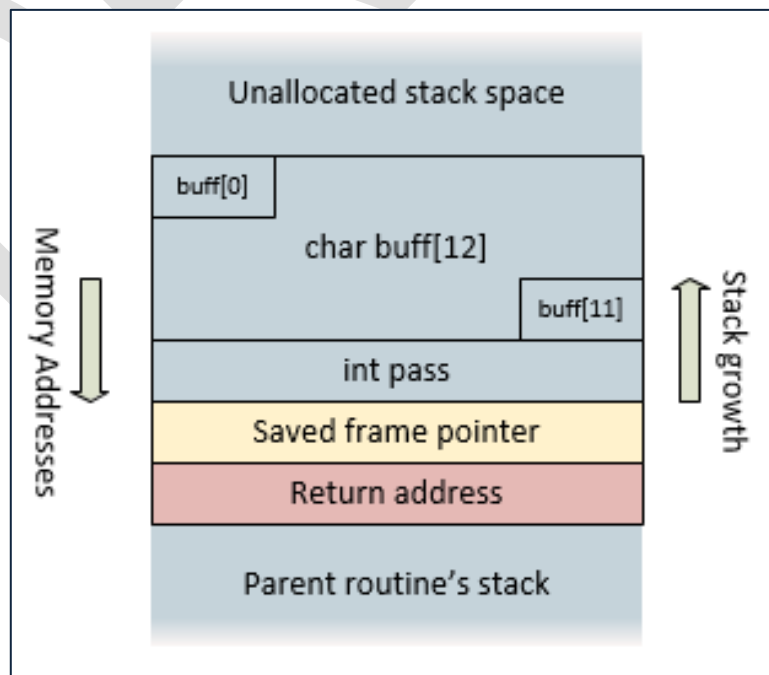 Unallocated stack space
buff[0]
char buff[12]
buff[11]
int pass
Saved frame pointer
Return address
Parent routine's stack
Memory Addresses
Stack growth